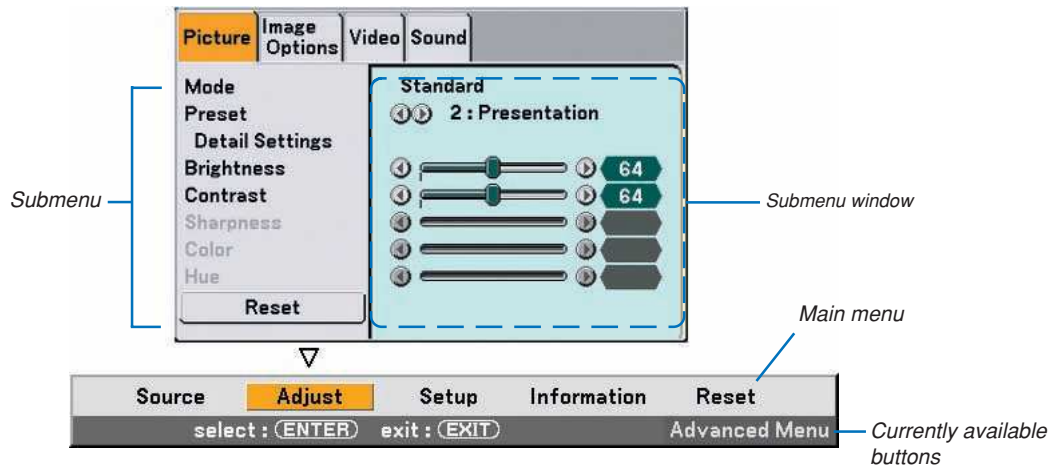 Picture Image Options Video Sound
Mode Standard
Preset 2 : Presentation
Detail Settings
Brightness 64
Contrast 64
Sharpness
Color
Hue
Reset
Submenu
Submenu window
Main menu
Source Adjust Setup Information Reset
select : ENTER exit : EXIT Advanced Menu
Currently available
buttons